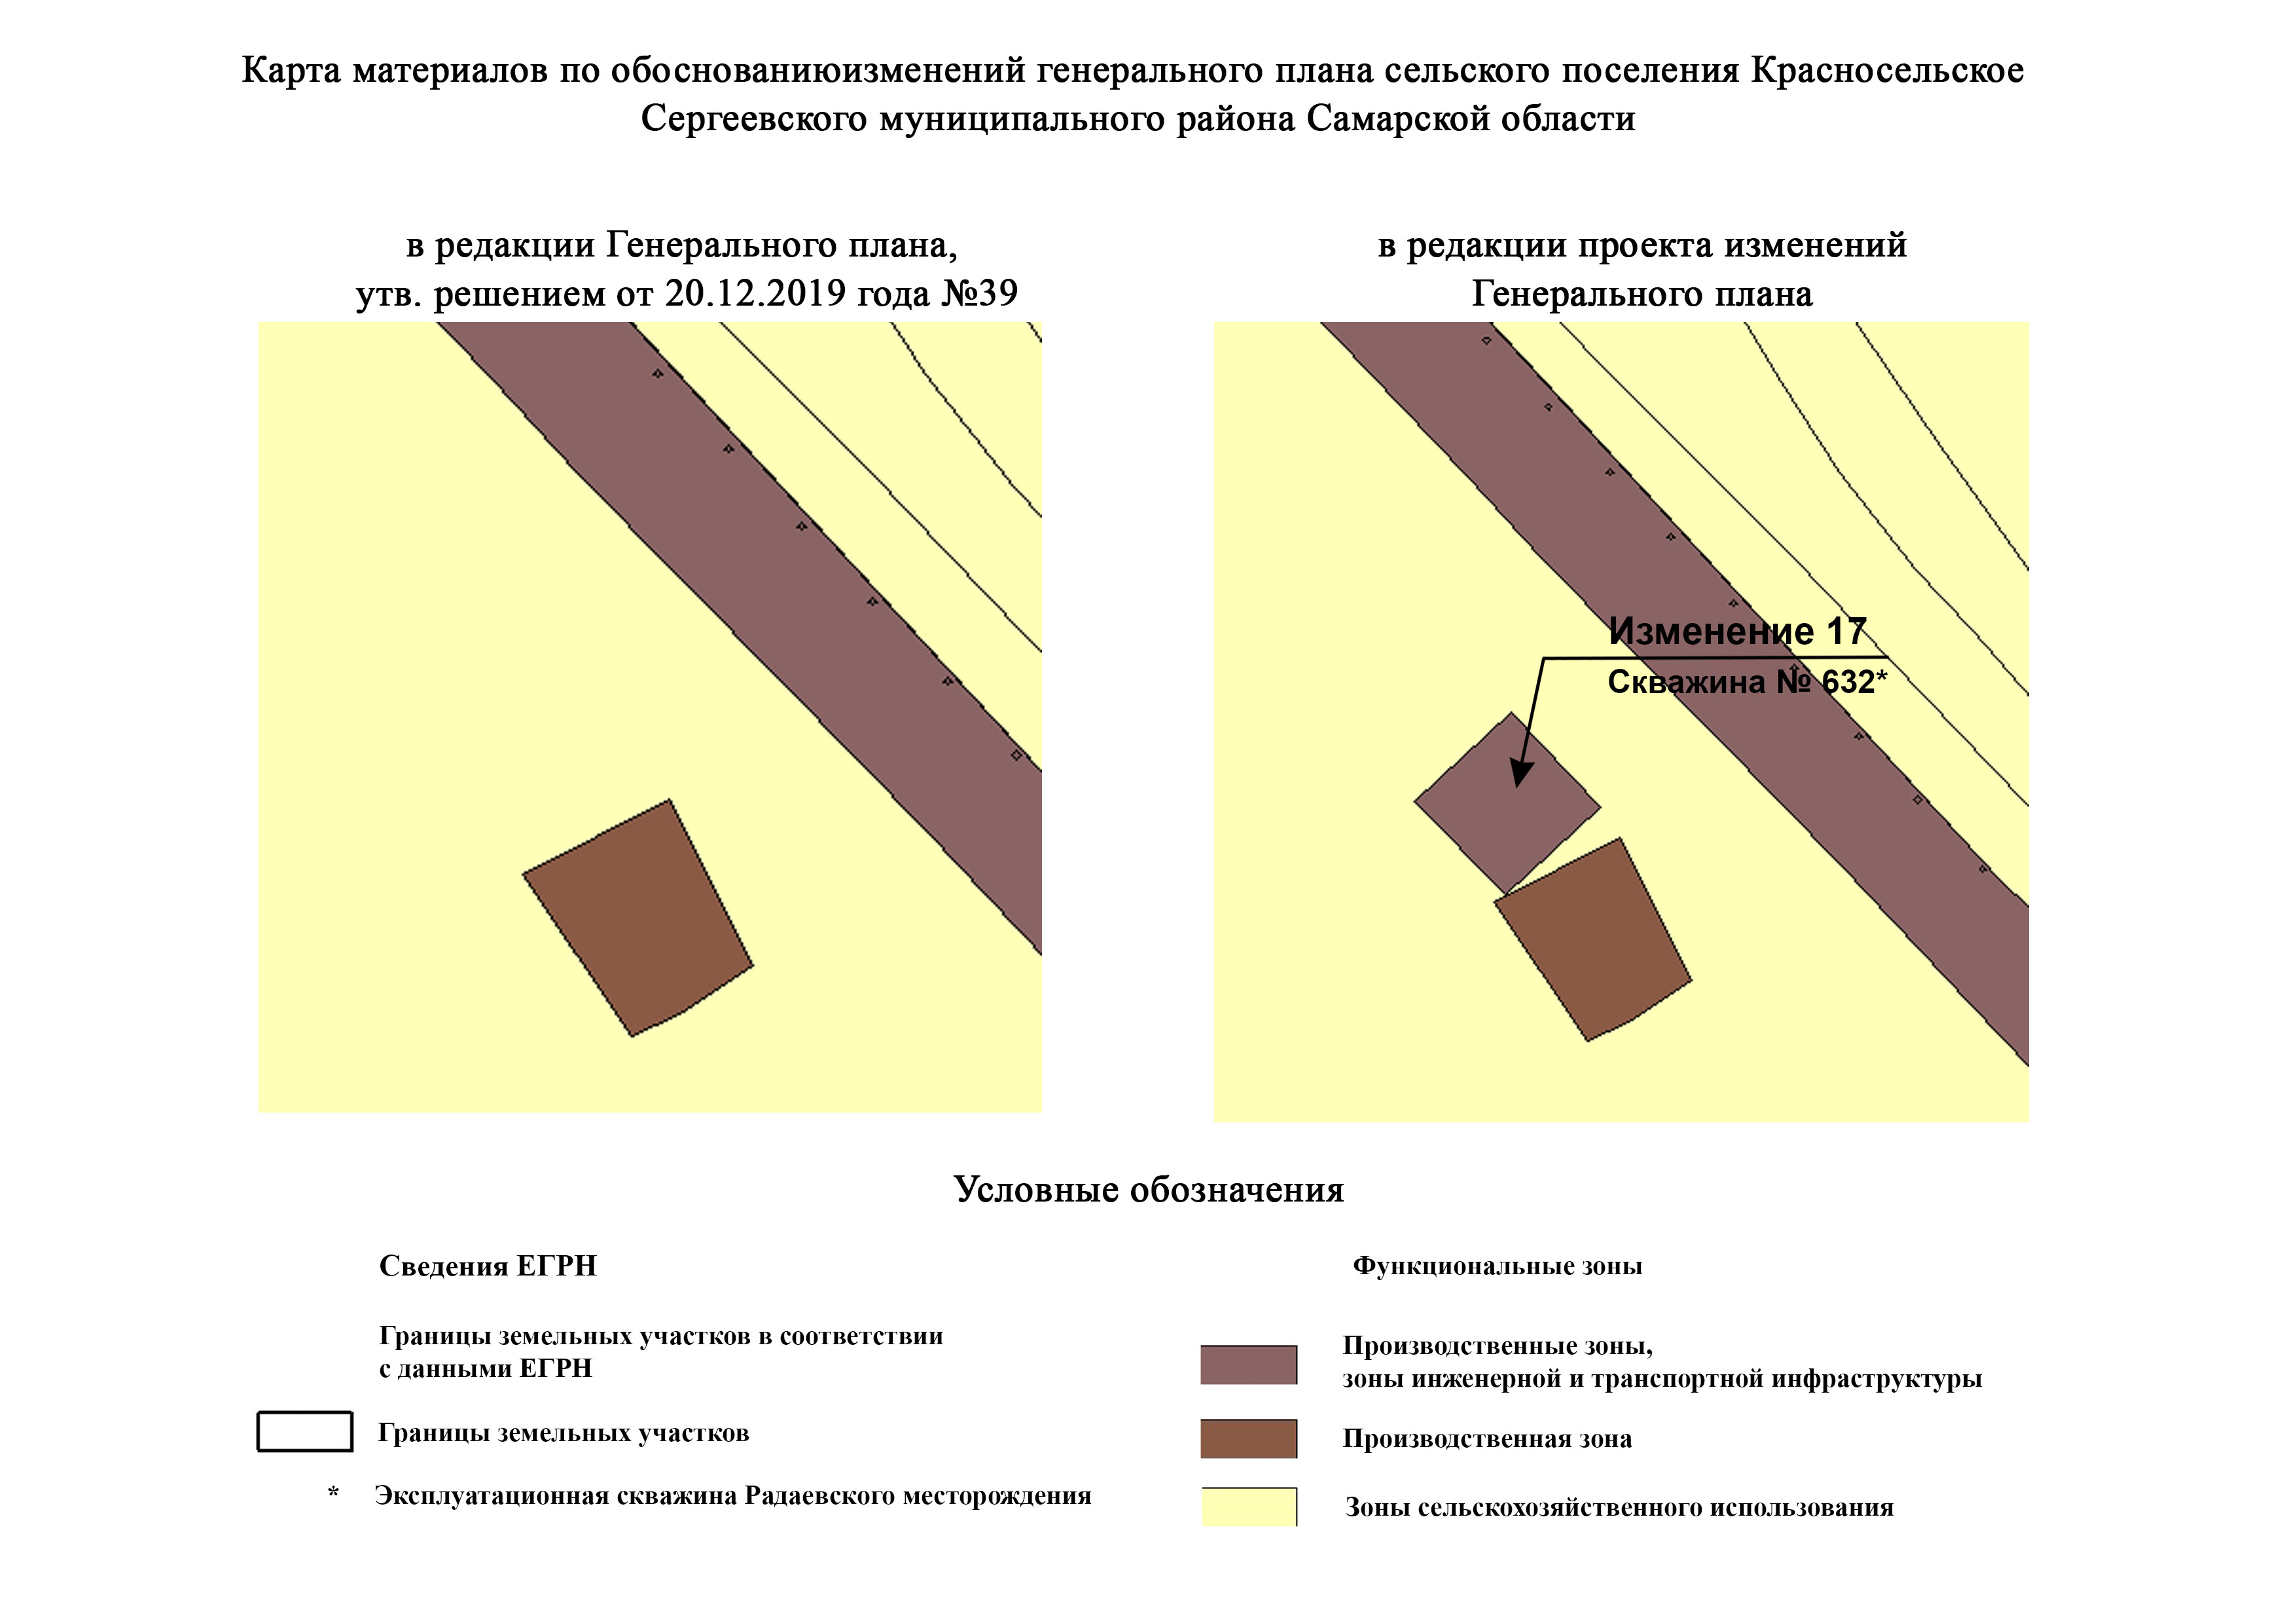 Карта материалов по обоснованиюизменений генерального плана сельского поселения Красносельское
Сергеевского муниципального района Самарской области
в редакции Генерального плана,
утв. решением от 20.12.2019 года №39
в редакции проекта изменений
Генерального плана
Изменение 17
Скважина № 632*
Условные обозначения
Сведения ЕГРН
Границы земельных участков в соответствии
с данными ЕГРН
Границы земельных участков
* Эксплуатационная скважина Радаевского месторождения
Функциональные зоны
Производственные зоны,
зоны инженерной и транспортной инфраструктуры
Производственная зона
Зоны сельскохозяйственного использования